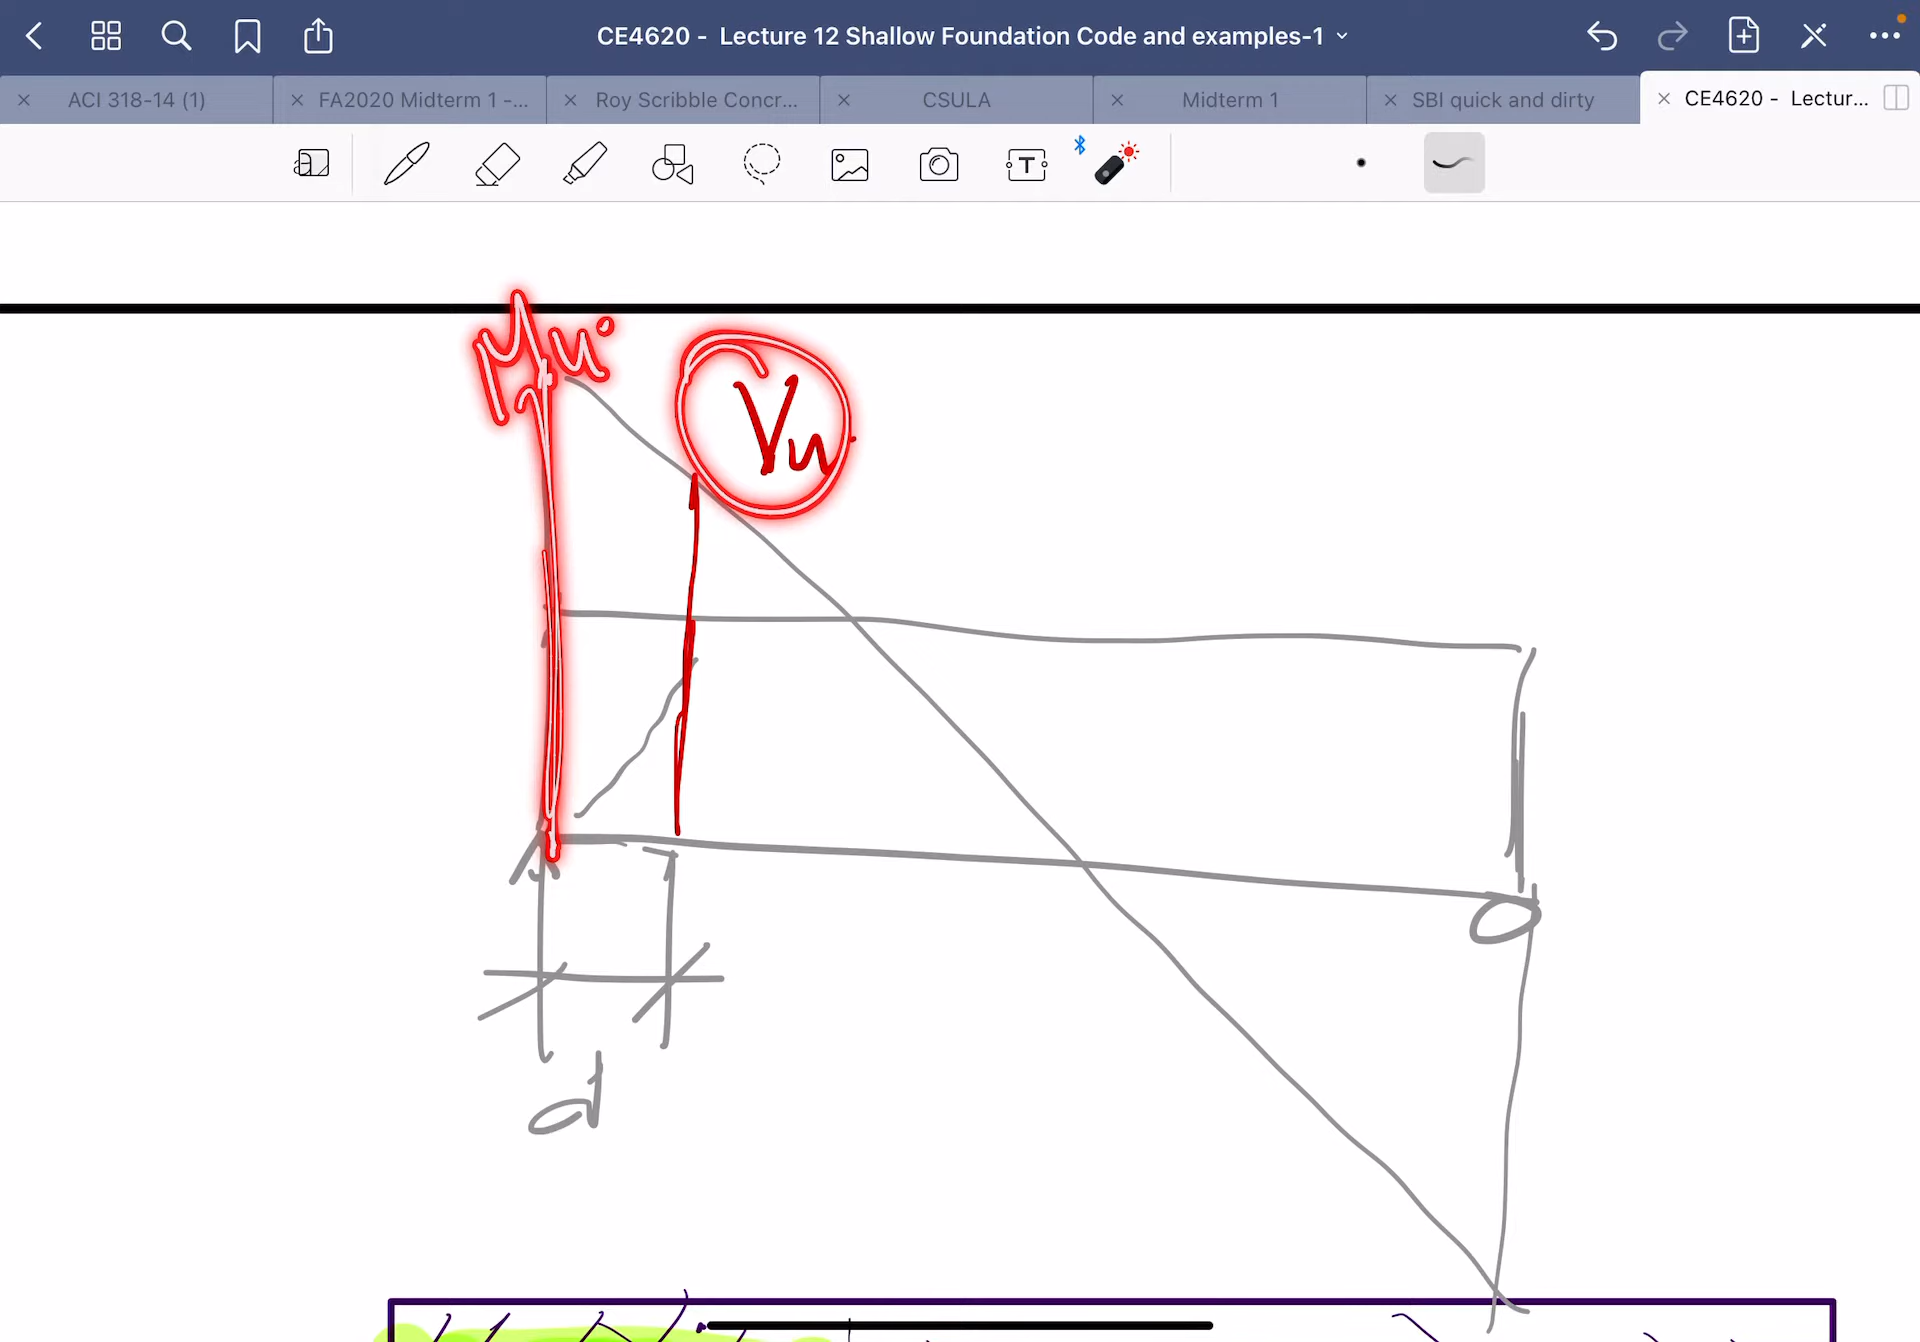 CE4620 - Lecture 12 Shallow Foundation Code and examples-1
ACI 318-14 (1)
FA2020 Midterm 1 -...
Roy Scribble Concr...
CSULA
Midterm 1
SBI quick and dirty
CE4620 - Lectur...
a
T
Mu
Vu
d